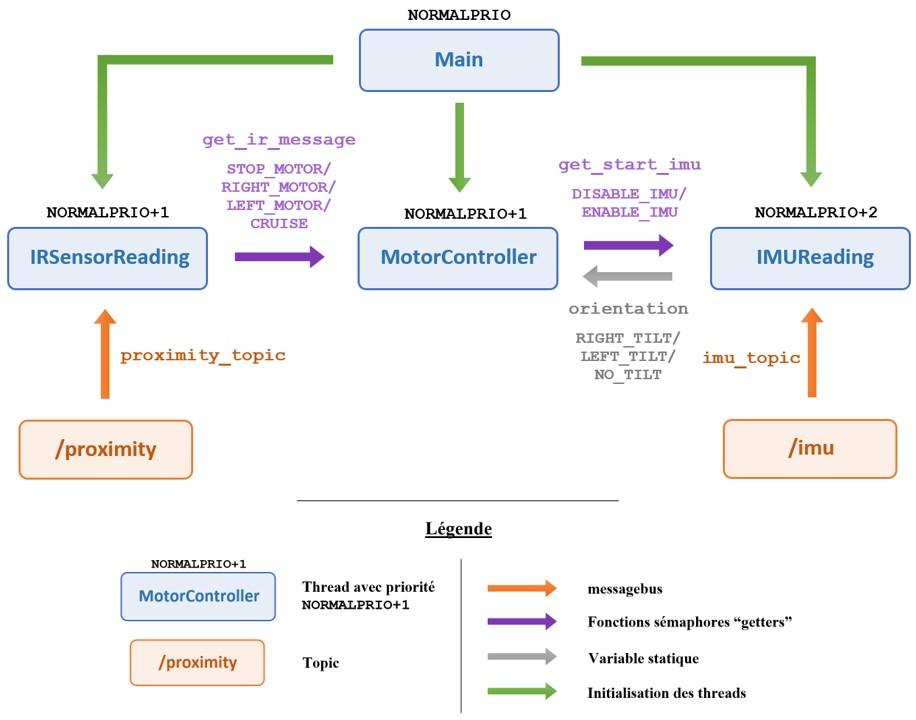 NORMALPRIO
Main
get_ir_message
STOP_MOTOR/
RIGHT_MOTOR/
LEFT_MOTOR/
CRUISE
get_start_imu
DISABLE_IMU/
ENABLE_IMU
NORMALPRIO+1
IRSensorReading
NORMALPRIO+1
MotorController
NORMALPRIO+2
IMUReading
orientation
RIGHT_TILT/
LEFT_TILT/
NO_TILT
proximity_topic
imu_topic
/proximity
/imu
Légende
NORMALPRIO+1
MotorController
Thread avec priorité
NORMALPRIO+1
/proximity
Topic
messagebus
Fonctions sémaphores “getters”
Variable statique
Initialisation des threads